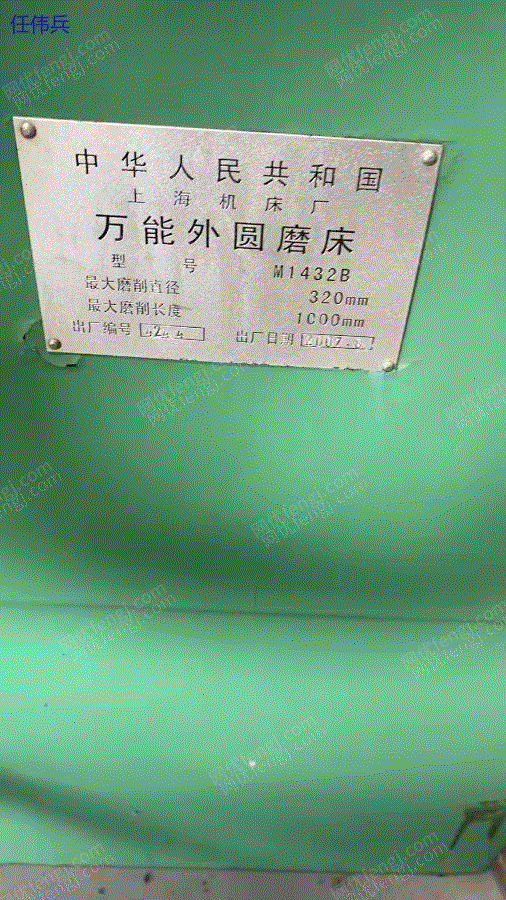 任伟兵
中华人民共和国
上海机床厂
万能外圆磨床
型号 M1432B
最大磨削直径 320mm
最大磨削长度 1000mm
出厂编号
出厂日期 2007.8